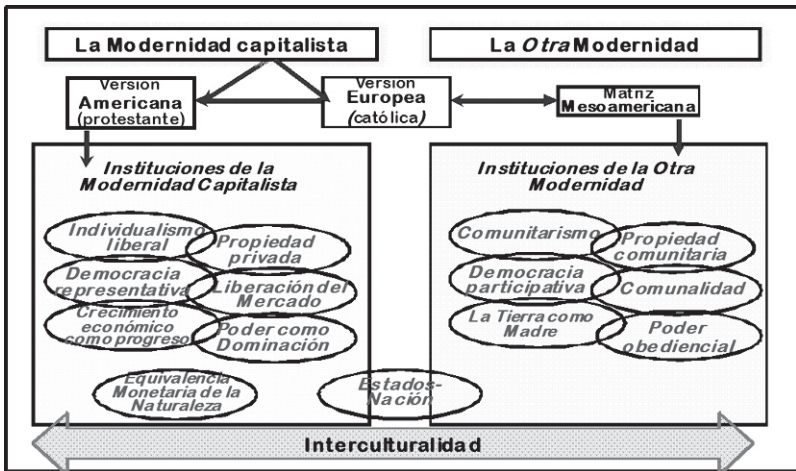 La Modernidad capitalista
La Otra Modernidad
Versión
Americana
(protestante)
Versión
Europea
(católica)
Matriz
Mesoamericana
Instituciones de la
Modernidad Capitalista
Individualismo
liberal
Propiedad
privada
Democracia
representativa
Liberación del
Mercado
Crecimiento
económico
como progreso
Poder como
Dominación
Equivalencia
Monetaria de la
Naturaleza
Estados-
Nación
Instituciones de la Otra
Modernidad
Comunitarismo
Propiedad
comunitaria
Democracia
participativa
Comunalidad
La Tierra como
Madre
Poder
obediencial
Interculturalidad